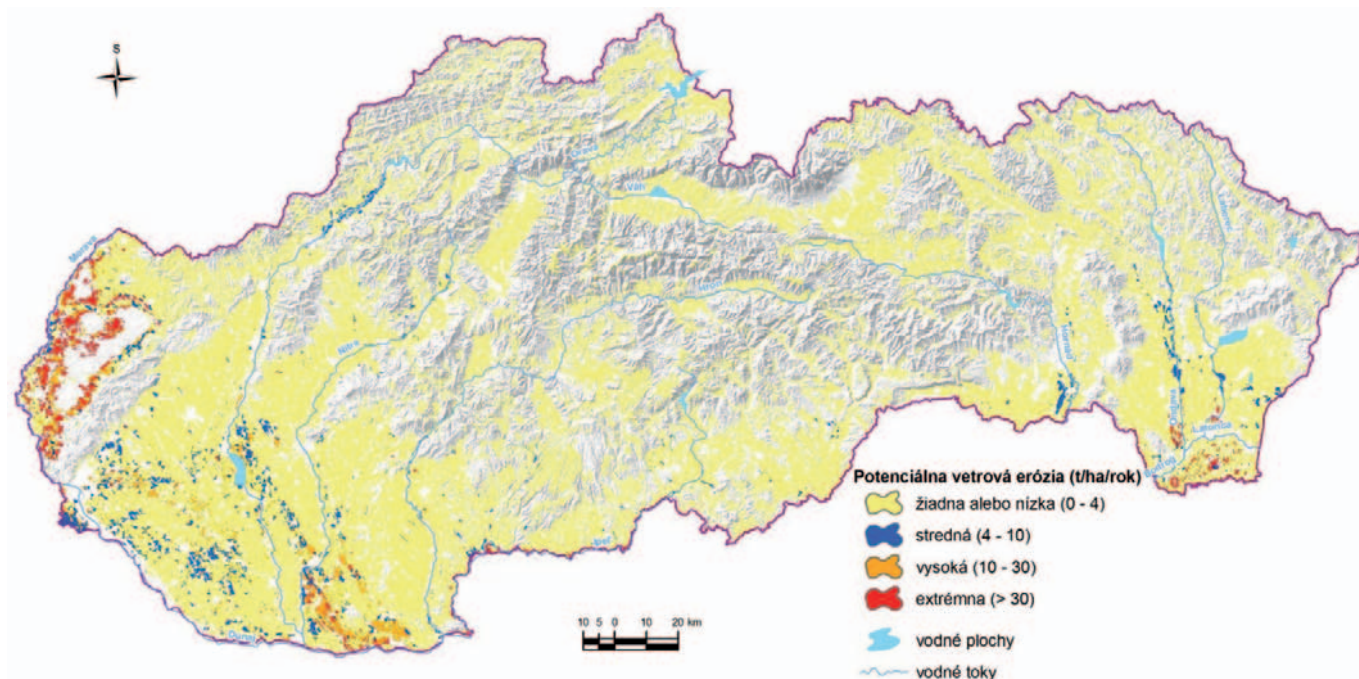 S
Orava
Váh
Morava
Laborec
Hron
Nitra
Hornád
Ondava
Latorica
Bodrog
Ipeľ
Dunaj
Potenciálna vetrová erózia (t/ha/rok)
žiadna alebo nízka (0 - 4)
stredná (4 - 10)
vysoká (10 - 30)
extrémna (> 30)
vodné plochy
vodné toky
10 5 0 10 20 km